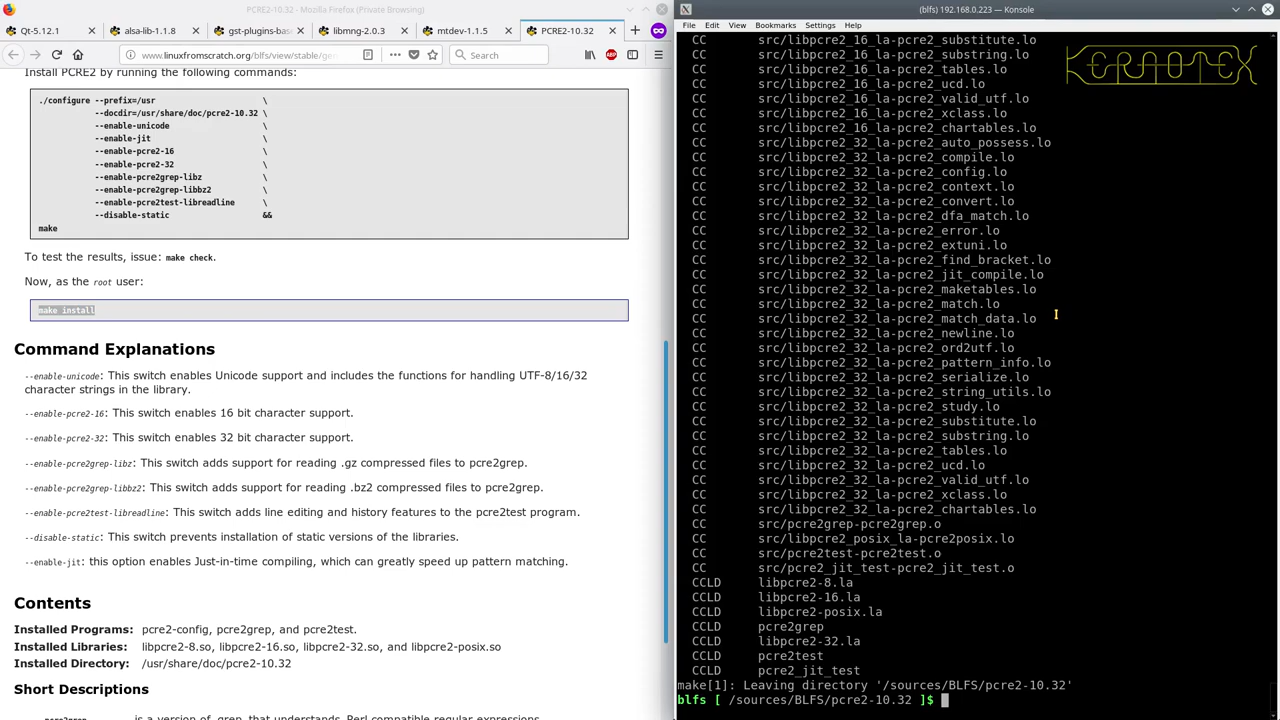 PCRE2-10.32 - Mozilla Firefox (Private Browsing)
Qt-5.12.1
alsa-lib-1.1.8
gst-plugins-base
libmng-2.0.3
mtdev-1.1.5
PCRE2-10.32
www.linuxfromscratch.org/blfs/view/stable/gen
Search
Install PCRE2 by running the following commands:
./configure --prefix=/usr \
--docdir=/usr/share/doc/pcre2-10.32 \
--enable-unicode \
--enable-jit \
--enable-pcre2-16 \
--enable-pcre2-32 \
--enable-pcre2grep-libz \
--enable-pcre2grep-libbz2 \
--enable-pcre2test-libreadline \
--disable-static &&
make
To test the results, issue: make check.
Now, as the root user:
make install
Command Explanations
--enable-unicode: This switch enables Unicode support and includes the functions for handling UTF-8/16/32
character strings in the library.
--enable-pcre2-16: This switch enables 16 bit character support.
--enable-pcre2-32: This switch enables 32 bit character support.
--enable-pcre2grep-libz: This switch adds support for reading .gz compressed files to pcre2grep.
--enable-pcre2grep-libbz2: This switch adds support for reading .bz2 compressed files to pcre2grep.
--enable-pcre2test-libreadline: This switch adds line editing and history features to the pcre2test program.
--disable-static: This switch prevents installation of static versions of the libraries.
--enable-jit: this option enables Just-in-time compiling, which can greatly speed up pattern matching.
Contents
Installed Programs: pcre2-config, pcre2grep, and pcre2test.
Installed Libraries: libpcre2-8.so, libpcre2-16.so, libpcre2-32.so, and libpcre2-posix.so
Installed Directory: /usr/share/doc/pcre2-10.32
Short Descriptions
pcre2grep is a version of grep that understands Perl compatible regular expressions.
(blfs) 192.168.0.223 — Konsole
File Edit View Bookmarks Settings Help
KERAOTEX
CC src/libpcre2_16_la-pcre2_substitute.lo
CC src/libpcre2_16_la-pcre2_substring.lo
CC src/libpcre2_16_la-pcre2_tables.lo
CC src/libpcre2_16_la-pcre2_ucd.lo
CC src/libpcre2_16_la-pcre2_valid_utf.lo
CC src/libpcre2_16_la-pcre2_xclass.lo
CC src/libpcre2_16_la-pcre2_chartables.lo
CC src/libpcre2_32_la-pcre2_auto_possess.lo
CC src/libpcre2_32_la-pcre2_compile.lo
CC src/libpcre2_32_la-pcre2_config.lo
CC src/libpcre2_32_la-pcre2_context.lo
CC src/libpcre2_32_la-pcre2_convert.lo
CC src/libpcre2_32_la-pcre2_dfa_match.lo
CC src/libpcre2_32_la-pcre2_error.lo
CC src/libpcre2_32_la-pcre2_extuni.lo
CC src/libpcre2_32_la-pcre2_find_bracket.lo
CC src/libpcre2_32_la-pcre2_jit_compile.lo
CC src/libpcre2_32_la-pcre2_maketables.lo
CC src/libpcre2_32_la-pcre2_match.lo
CC src/libpcre2_32_la-pcre2_match_data.lo
CC src/libpcre2_32_la-pcre2_newline.lo
CC src/libpcre2_32_la-pcre2_ord2utf.lo
CC src/libpcre2_32_la-pcre2_pattern_info.lo
CC src/libpcre2_32_la-pcre2_serialize.lo
CC src/libpcre2_32_la-pcre2_string_utils.lo
CC src/libpcre2_32_la-pcre2_study.lo
CC src/libpcre2_32_la-pcre2_substitute.lo
CC src/libpcre2_32_la-pcre2_substring.lo
CC src/libpcre2_32_la-pcre2_tables.lo
CC src/libpcre2_32_la-pcre2_ucd.lo
CC src/libpcre2_32_la-pcre2_valid_utf.lo
CC src/libpcre2_32_la-pcre2_xclass.lo
CC src/libpcre2_32_la-pcre2_chartables.lo
CC src/pcre2grep-pcre2grep.o
CC src/libpcre2_posix_la-pcre2posix.lo
CC src/pcre2test-pcre2test.o
CC src/pcre2_jit_test-pcre2_jit_test.o
CCLD libpcre2-8.la
CCLD libpcre2-16.la
CCLD libpcre2-posix.la
CCLD pcre2grep
CCLD libpcre2-32.la
CCLD pcre2test
CCLD pcre2_jit_test
make[1]: Leaving directory '/sources/BLFS/pcre2-10.32'
blfs [ /sources/BLFS/pcre2-10.32 ]$